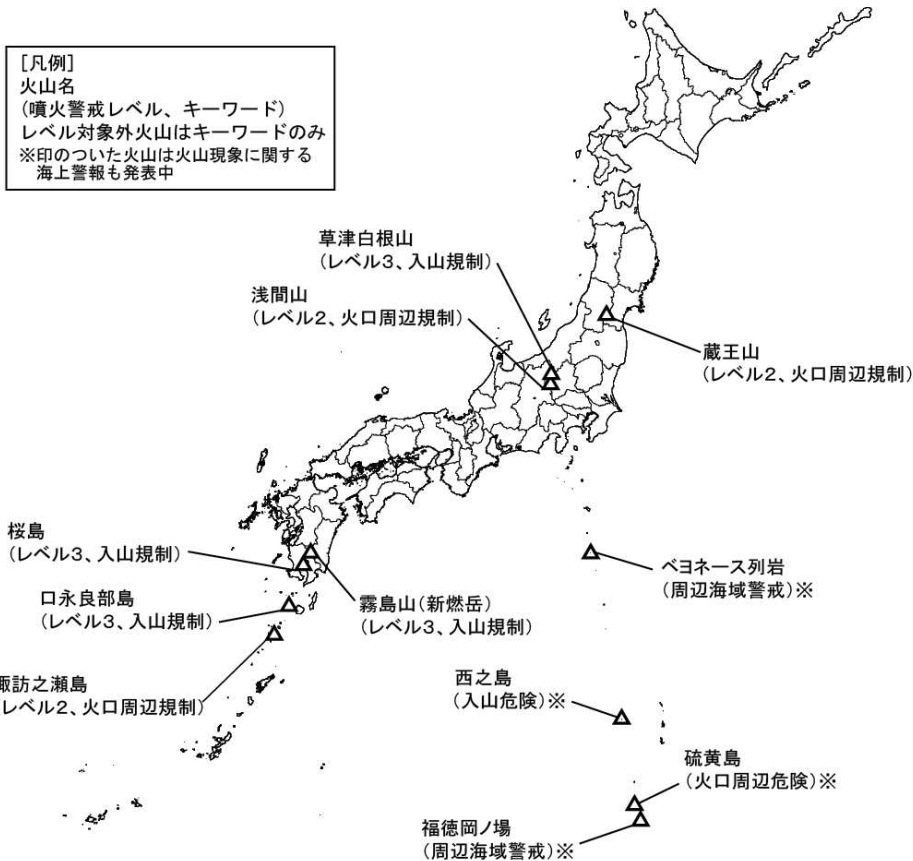 [凡例]
火山名
(噴火警戒レベル、キーワード)
レベル対象外火山はキーワードのみ
※印のついた火山は火山現象に関する
海上警報も発表中
草津白根山
(レベル3、入山規制)
浅間山
(レベル2、火口周辺規制)
蔵王山
(レベル2、火口周辺規制)
桜島
(レベル3、入山規制)
ベヨネース列岩
(周辺海域警戒)※
口永良部島
(レベル3、入山規制)
霧島山(新燃岳)
(レベル3、入山規制)
諏訪之瀬島
レベル2、火口周辺規制)
西之島
(入山危険)※
硫黄島
(火口周辺危険)※
福徳岡ノ場
(周辺海域警戒)※